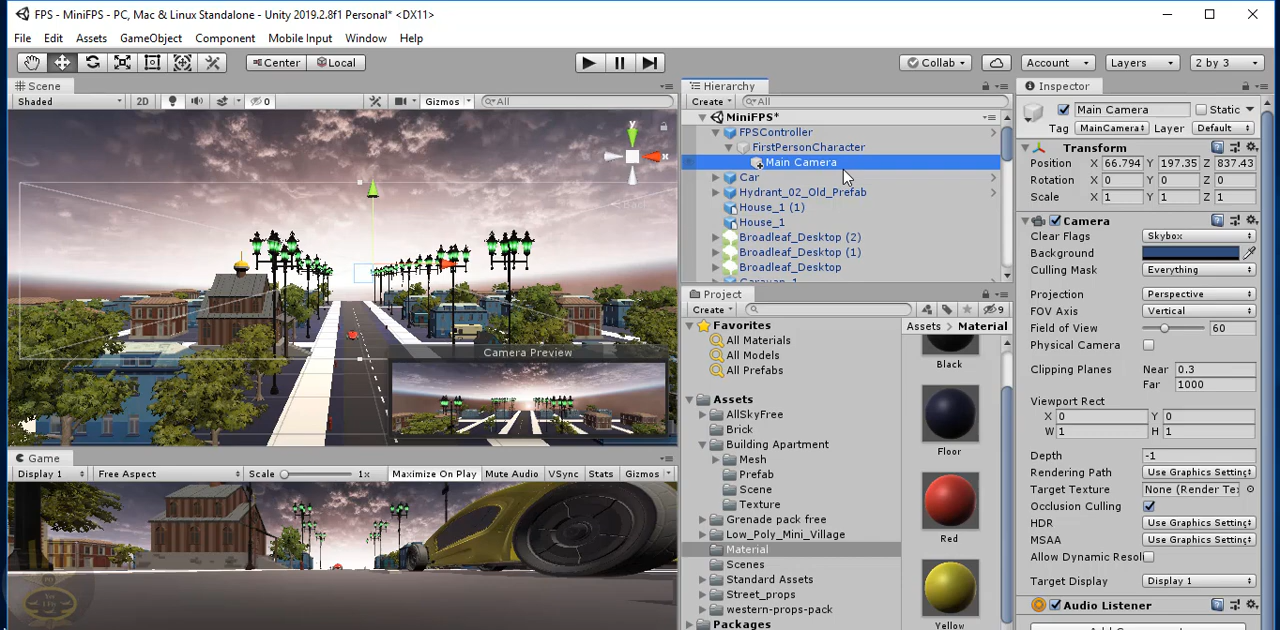 FPS - MiniFPS - PC, Mac & Linux Standalone - Unity 2019.2.8f1 Personal* <DX11>
File Edit Assets GameObject Component Mobile Input Window Help
Center Local Collab Account Layers 2 by 3
Scene
Shaded 2D 0 Gizmos All
y
x
Back
Camera Preview
Game
Display 1 Free Aspect Scale 1x Maximize On Play Mute Audio VSync Stats Gizmos
Hierarchy
Create All
MiniFPS*
FPSController
FirstPersonCharacter
Main Camera
Car
Hydrant_02_Old_Prefab
House_1 (1)
House_1
Broadleaf_Desktop (2)
Broadleaf_Desktop (1)
Broadleaf_Desktop
Caravan_1
Project
Create 9
Favorites
All Materials
All Models
All Prefabs
Assets
AllSkyFree
Brick
Building Apartment
Mesh
Prefab
Scene
Texture
Grenade pack free
Low_Poly_Mini_Village
Material
Scenes
Standard Assets
Street_props
western-props-pack
Packages
Assets Material
Black
Floor
Red
Yellow
Inspector
Main Camera Static
Tag MainCamera Layer Default
Transform
Position X 66.794 Y 197.35 Z 837.43
Rotation X 0 Y 0 Z 0
Scale X 1 Y 1 Z 1
Camera
Clear Flags Skybox
Background
Culling Mask Everything
Projection Perspective
FOV Axis Vertical
Field of View 60
Physical Camera
Clipping Planes Near 0.3
Far 1000
Viewport Rect
X 0 Y 0
W 1 H 1
Depth -1
Rendering Path Use Graphics Setting
Target Texture None (Render Te
Occlusion Culling
HDR Use Graphics Setting
MSAA Use Graphics Setting
Allow Dynamic Resol
Target Display Display 1
Audio Listener